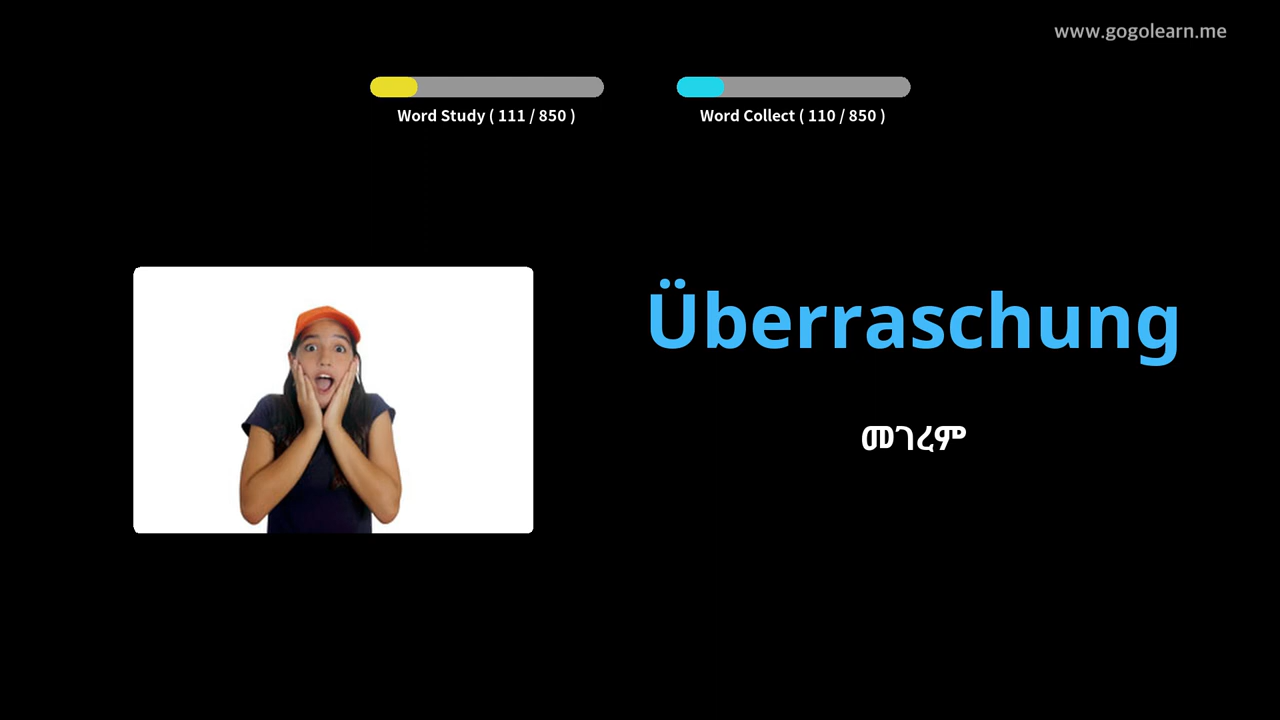 www.gogolearn.me
Word Study ( 111 / 850 )
Word Collect ( 110 / 850 )
Überraschung
መገረም